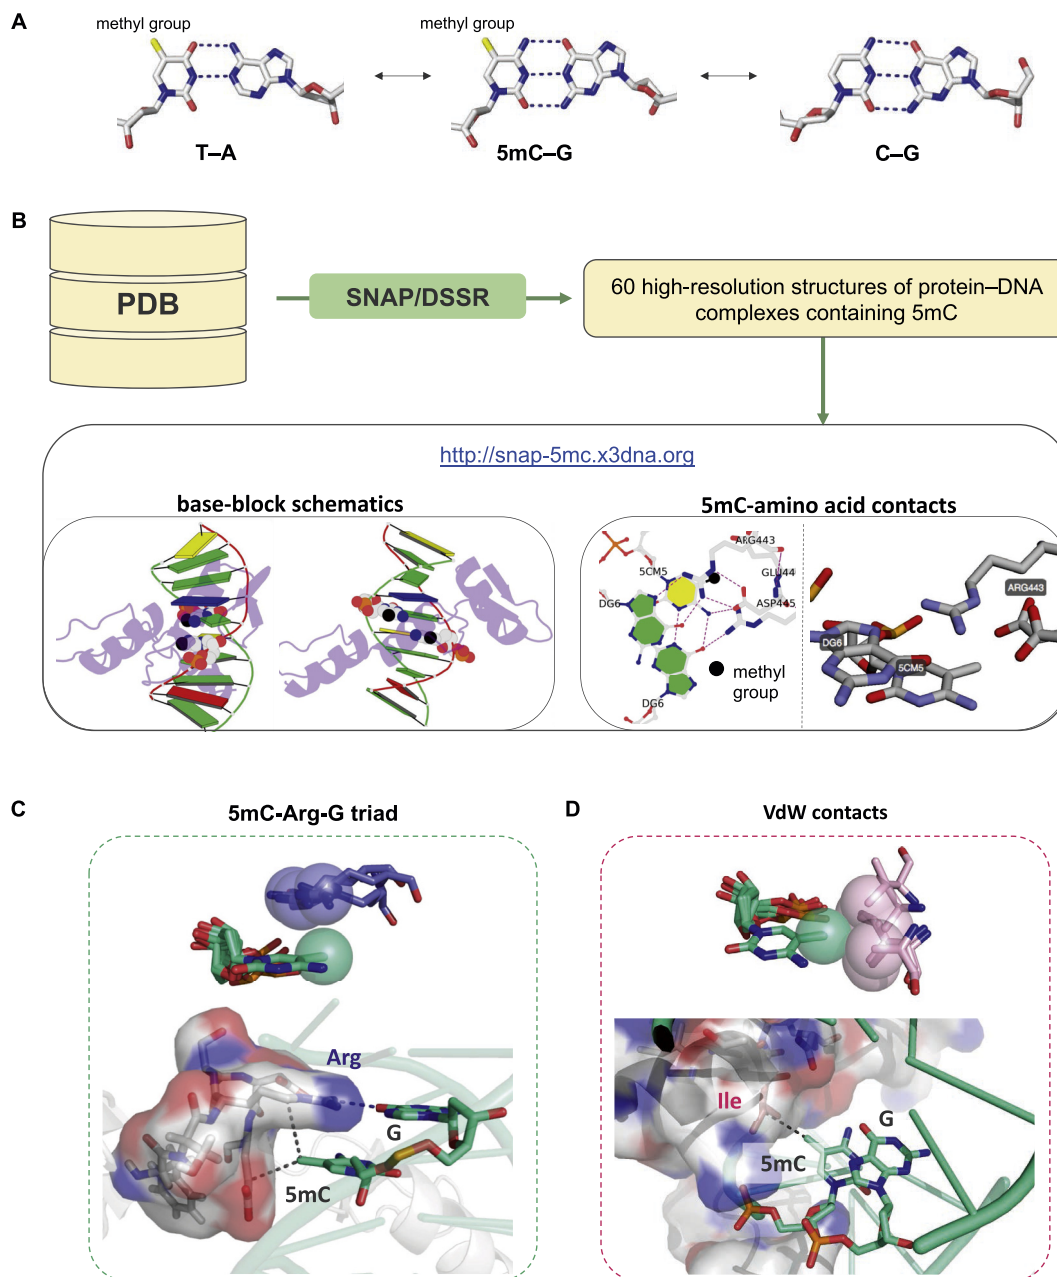 A
methyl group
methyl group
T–A
5mC–G
C–G
B
PDB
SNAP/DSSR
60 high-resolution structures of protein–DNA
complexes containing 5mC
http://snap-5mc.x3dna.org
base-block schematics
5mC-amino acid contacts
ARG443
5CM5
GLU44
DG6
ASP445
methyl
group
DG6
ARG443
DG6
5CM5
C
5mC-Arg-G triad
D
VdW contacts
Arg
G
5mC
Ile
G
5mC